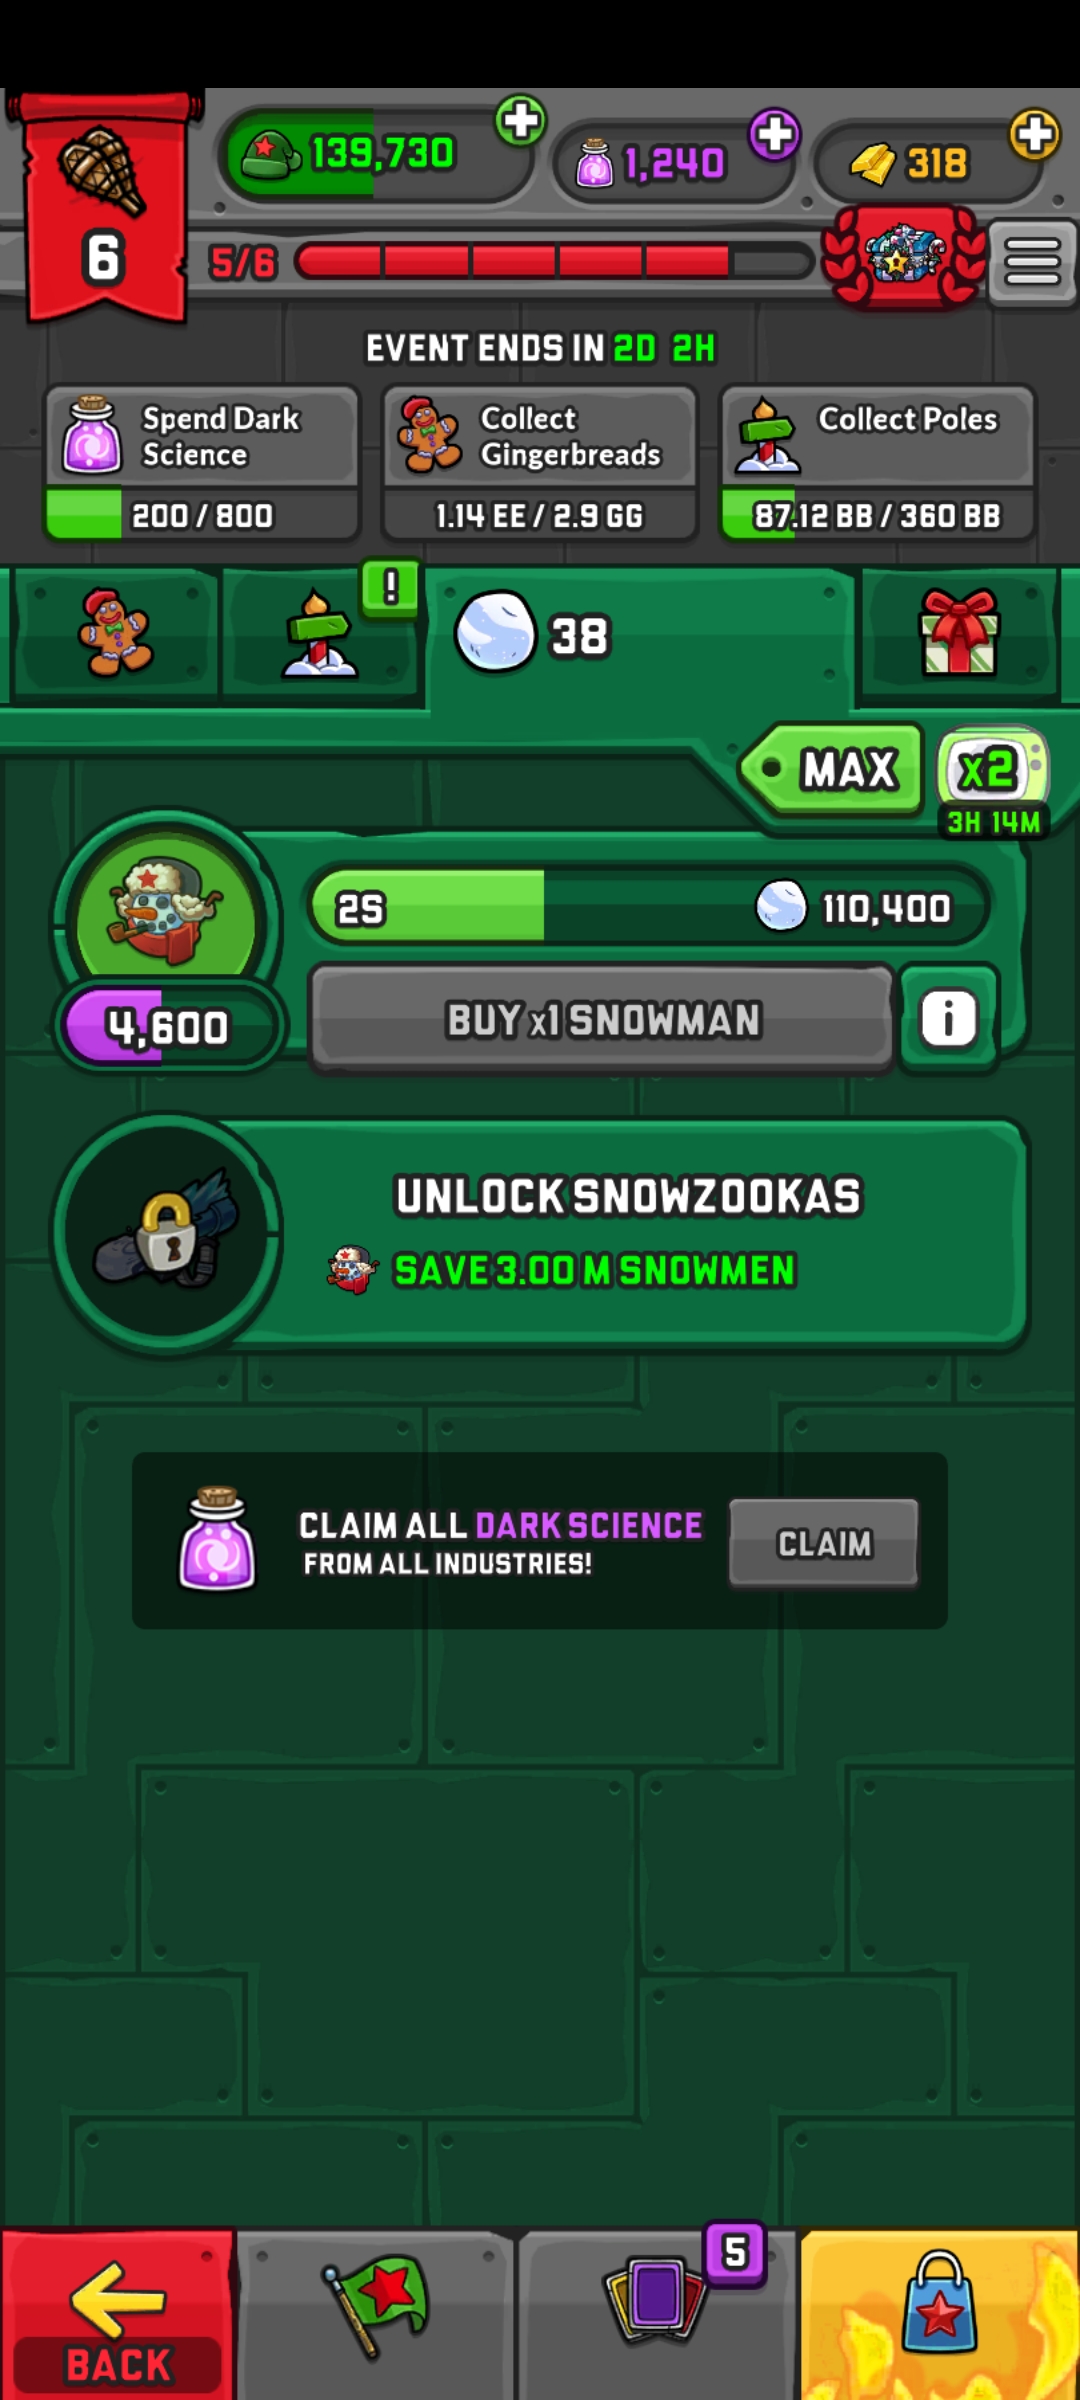 139,730
1,240
318
6
5/6
EVENT ENDS IN 2D 2H
Spend Dark
Science
200 / 800
Collect
Gingerbreads
1.14 EE / 2.9 GG
Collect Poles
87.12 BB / 360 BB
!
38
MAX
x2
3H 14M
2S
110,400
4,600
BUY x1 SNOWMAN
i
UNLOCK SNOWZOOKAS
SAVE 3.00 M SNOWMEN
CLAIM ALL DARK SCIENCE
FROM ALL INDUSTRIES!
CLAIM
5
BACK